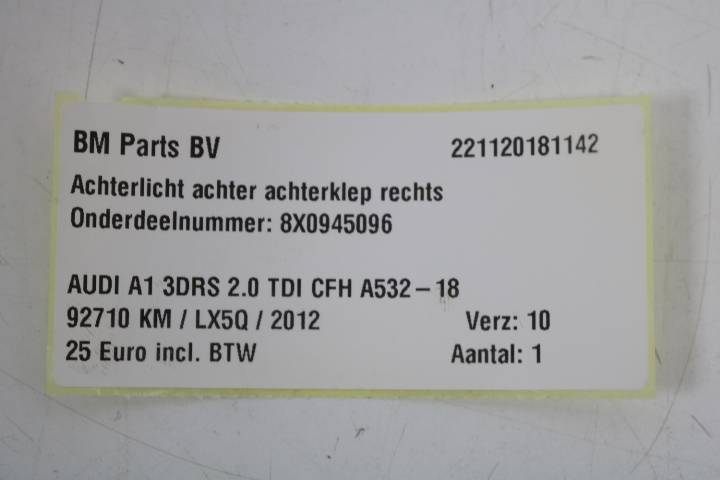 BM Parts BV 221120181142
Achterlicht achter achterklep rechts
Onderdeelnummer: 8X0945096
AUDI A1 3DRS 2.0 TDI CFH A532-18
92710 KM / LX5Q / 2012 Verz: 10
25 Euro incl. BTW Aantal: 1